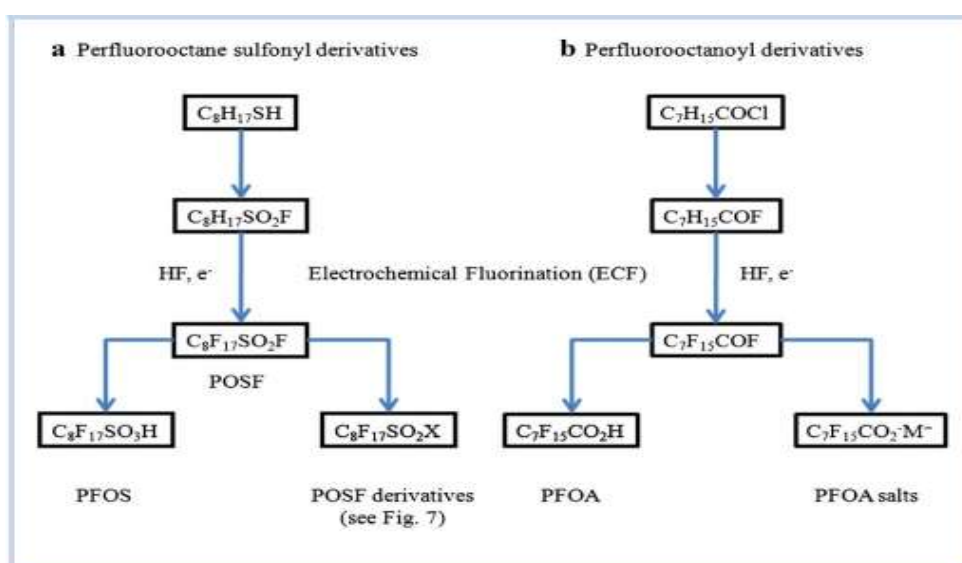 a Perfluorooctane sulfonyl derivatives
b Perfluorooctanoyl derivatives
C₈H₁₇SH
C₇H₁₅COCl
C₈H₁₇SO₂F
C₇H₁₅COF
HF, e⁻
Electrochemical Fluorination (ECF)
HF, e⁻
C₈F₁₇SO₂F
C₇F₁₅COF
POSF
C₈F₁₇SO₃H
C₈F₁₇SO₂X
C₇F₁₅CO₂H
C₇F₁₅CO₂⁻M⁻
PFOS
POSF derivatives
(see Fig. 7)
PFOA
PFOA salts